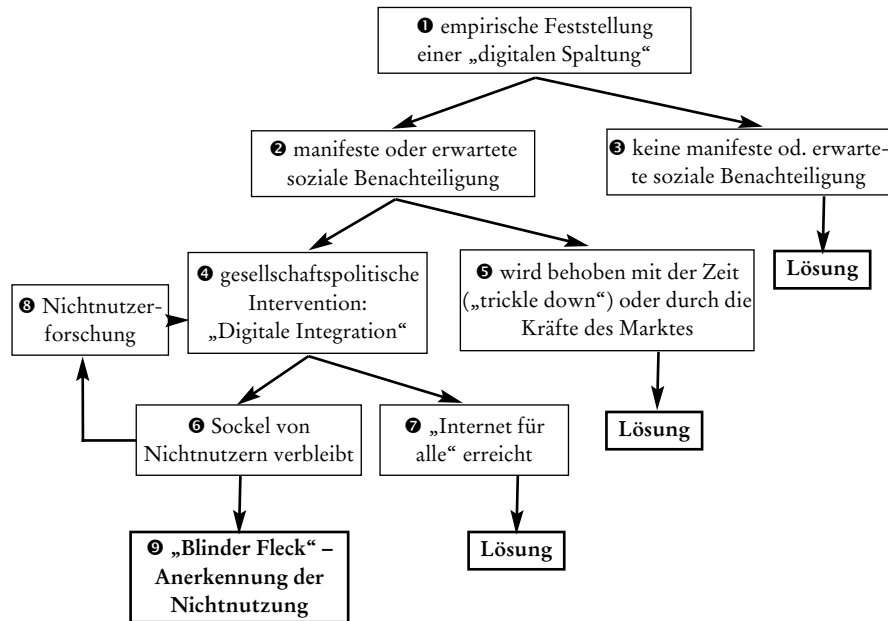 ❶ empirische Feststellung
einer „digitalen Spaltung“
❷ manifeste oder erwartete
soziale Benachteiligung
❸ keine manifeste od. erwarte-
te soziale Benachteiligung
Lösung
❹ gesellschaftspolitische
Intervention:
„Digitale Integration“
❺ wird behoben mit der Zeit
(„trickle down“) oder durch die
Kräfte des Marktes
❽ Nichtnutzer-
forschung
❻ Sockel von
Nichtnutzern verbleibt
❼ „Internet für
alle“ erreicht
Lösung
❾ „Blinder Fleck“ –
Anerkennung der
Nichtnutzung
Lösung